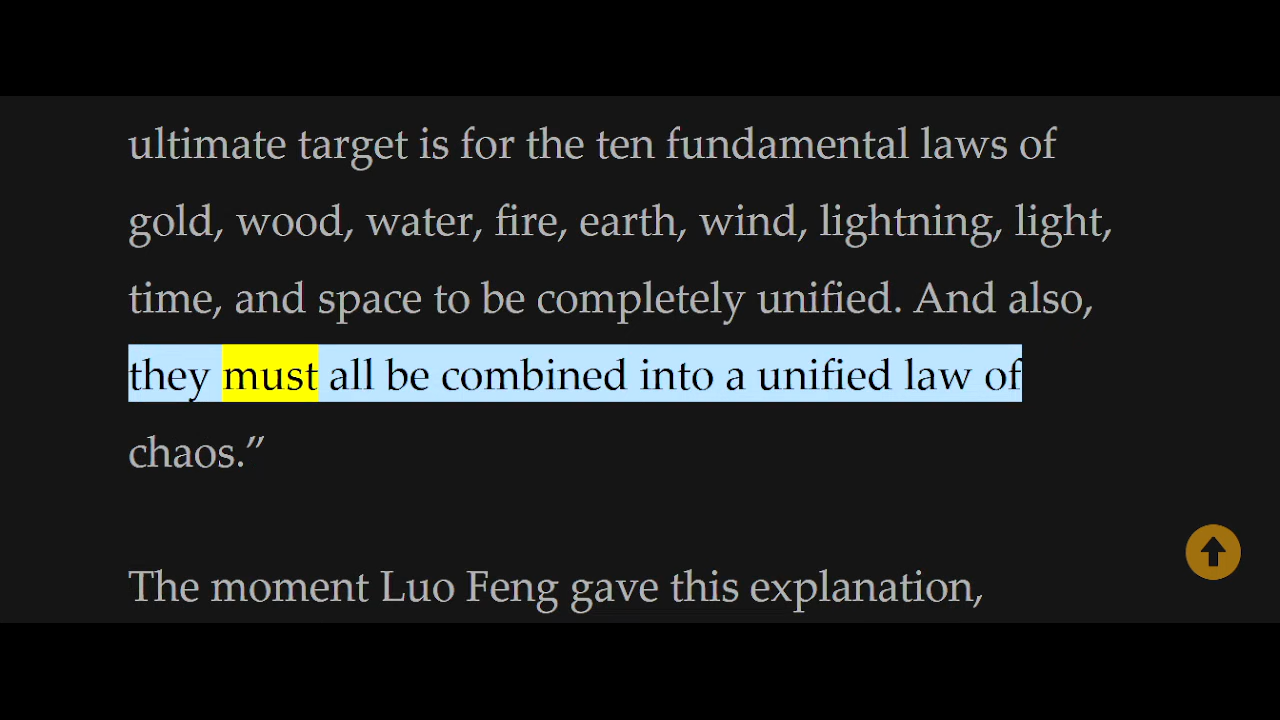 ultimate target is for the ten fundamental laws of
gold, wood, water, fire, earth, wind, lightning, light,
time, and space to be completely unified. And also,
they must all be combined into a unified law of
chaos.”
The moment Luo Feng gave this explanation,